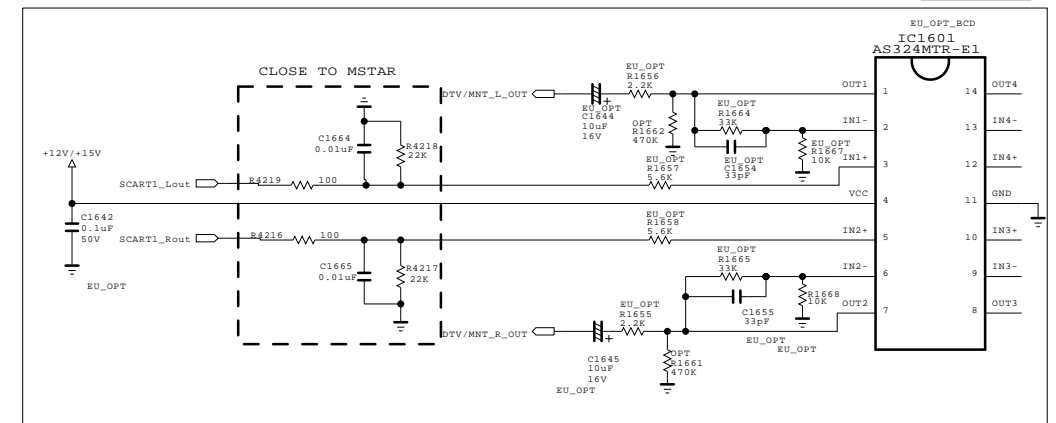 EU_OPT_BCD
IC1601
AS324MTR-E1
CLOSE TO MSTAR
DTV/MNT_L_OUT
EU_OPT
C1644
10uF
16V
+
EU_OPT
R1656
2.2K
OPT
R1662
470K
EU_OPT
R1664
33K
EU_OPT
C1654
33pF
EU_OPT
R1667
10K
OUT1
1
14
OUT4
IN1-
2
13
IN4-
IN1+
3
12
IN4+
VCC
4
11
GND
IN2+
5
10
IN3+
IN2-
6
9
IN3-
OUT2
7
8
OUT3
C1664
0.01uF
R4218
22K
EU_OPT
R1657
5.6K
+12V/+15V
SCART1_Lout
R4219
100
C1642
0.1uF
50V
EU_OPT
SCART1_Rout
R4216
100
EU_OPT
R1658
5.6K
C1665
0.01uF
R4217
22K
EU_OPT
R1665
33K
C1655
33pF
EU_OPT
R1668
10K
EU_OPT
DTV/MNT_R_OUT
C1645
10uF
16V
+
EU_OPT
EU_OPT
R1655
2.2K
OPT
R1661
470K